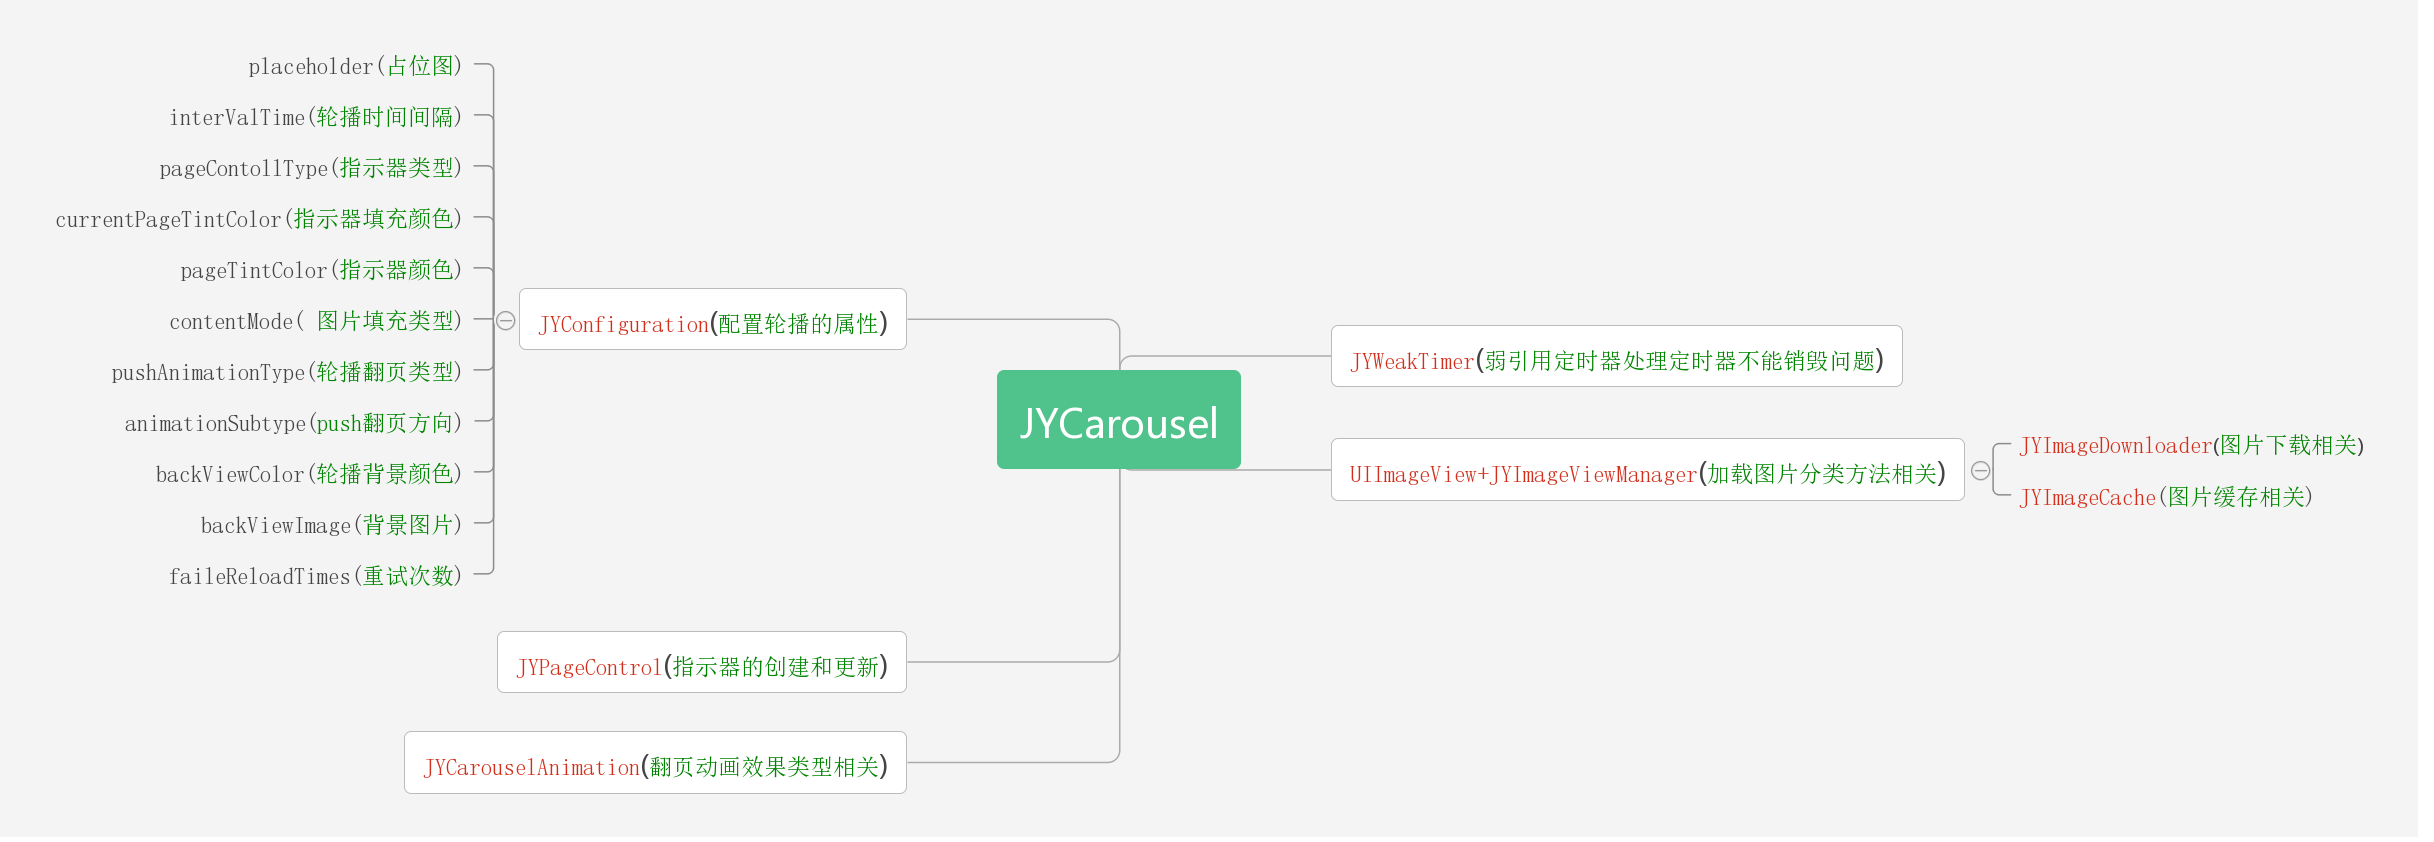 placeholder(占位图)
interValTime(轮播时间间隔)
pageContollType(指示器类型)
currentPageTintColor(指示器填充颜色)
pageTintColor(指示器颜色)
contentMode( 图片填充类型)
pushAnimationType(轮播翻页类型)
animationSubtype(push翻页方向)
backViewColor(轮播背景颜色)
backViewImage(背景图片)
faileReloadTimes(重试次数)
JYConfiguration(配置轮播的属性)
JYPageControl(指示器的创建和更新)
JYCarouselAnimation(翻页动画效果类型相关)
JYCarousel
JYWeakTimer(弱引用定时器处理定时器不能销毁问题)
UIImageView+JYImageViewManager(加载图片分类方法相关)
JYImageDownloader(图片下载相关)
JYImageCache(图片缓存相关)